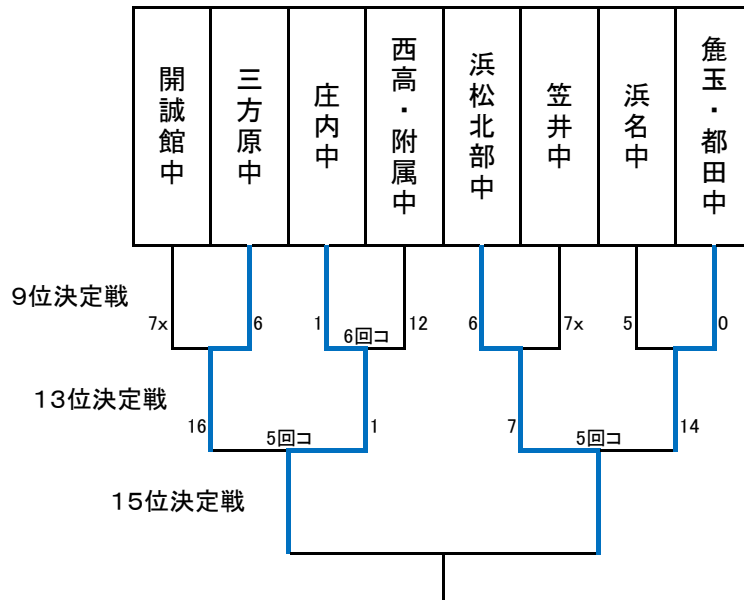 開誠館中
三方原中
庄内中
西高・附属中
浜松北部中
笠井中
浜名中
麁玉・都田中
9位決定戦
7x
6
1
6回コ
12
6
7x
5
0
13位決定戦
16
5回コ
1
7
5回コ
14
15位決定戦